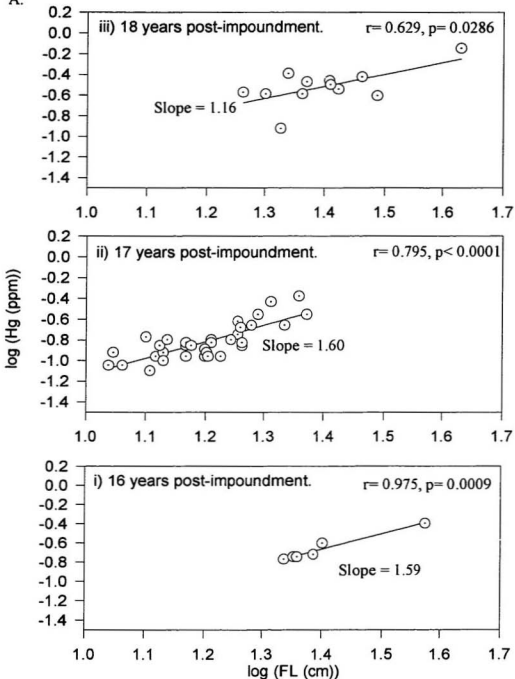 A.
iii) 18 years post-impoundment. r= 0.629, p= 0.0286
Slope = 1.16
0.2
0.0
-0.2
-0.4
-0.6
-0.8
-1.0
-1.2
-1.4
1.0 1.1 1.2 1.3 1.4 1.5 1.6 1.7
log (Hg (ppm))
ii) 17 years post-impoundment. r= 0.795, p< 0.0001
Slope = 1.60
0.2
0.0
-0.2
-0.4
-0.6
-0.8
-1.0
-1.2
-1.4
1.0 1.1 1.2 1.3 1.4 1.5 1.6 1.7
i) 16 years post-impoundment. r= 0.975, p= 0.0009
Slope = 1.59
0.2
0.0
-0.2
-0.4
-0.6
-0.8
-1.0
-1.2
-1.4
1.0 1.1 1.2 1.3 1.4 1.5 1.6 1.7
log (FL (cm))